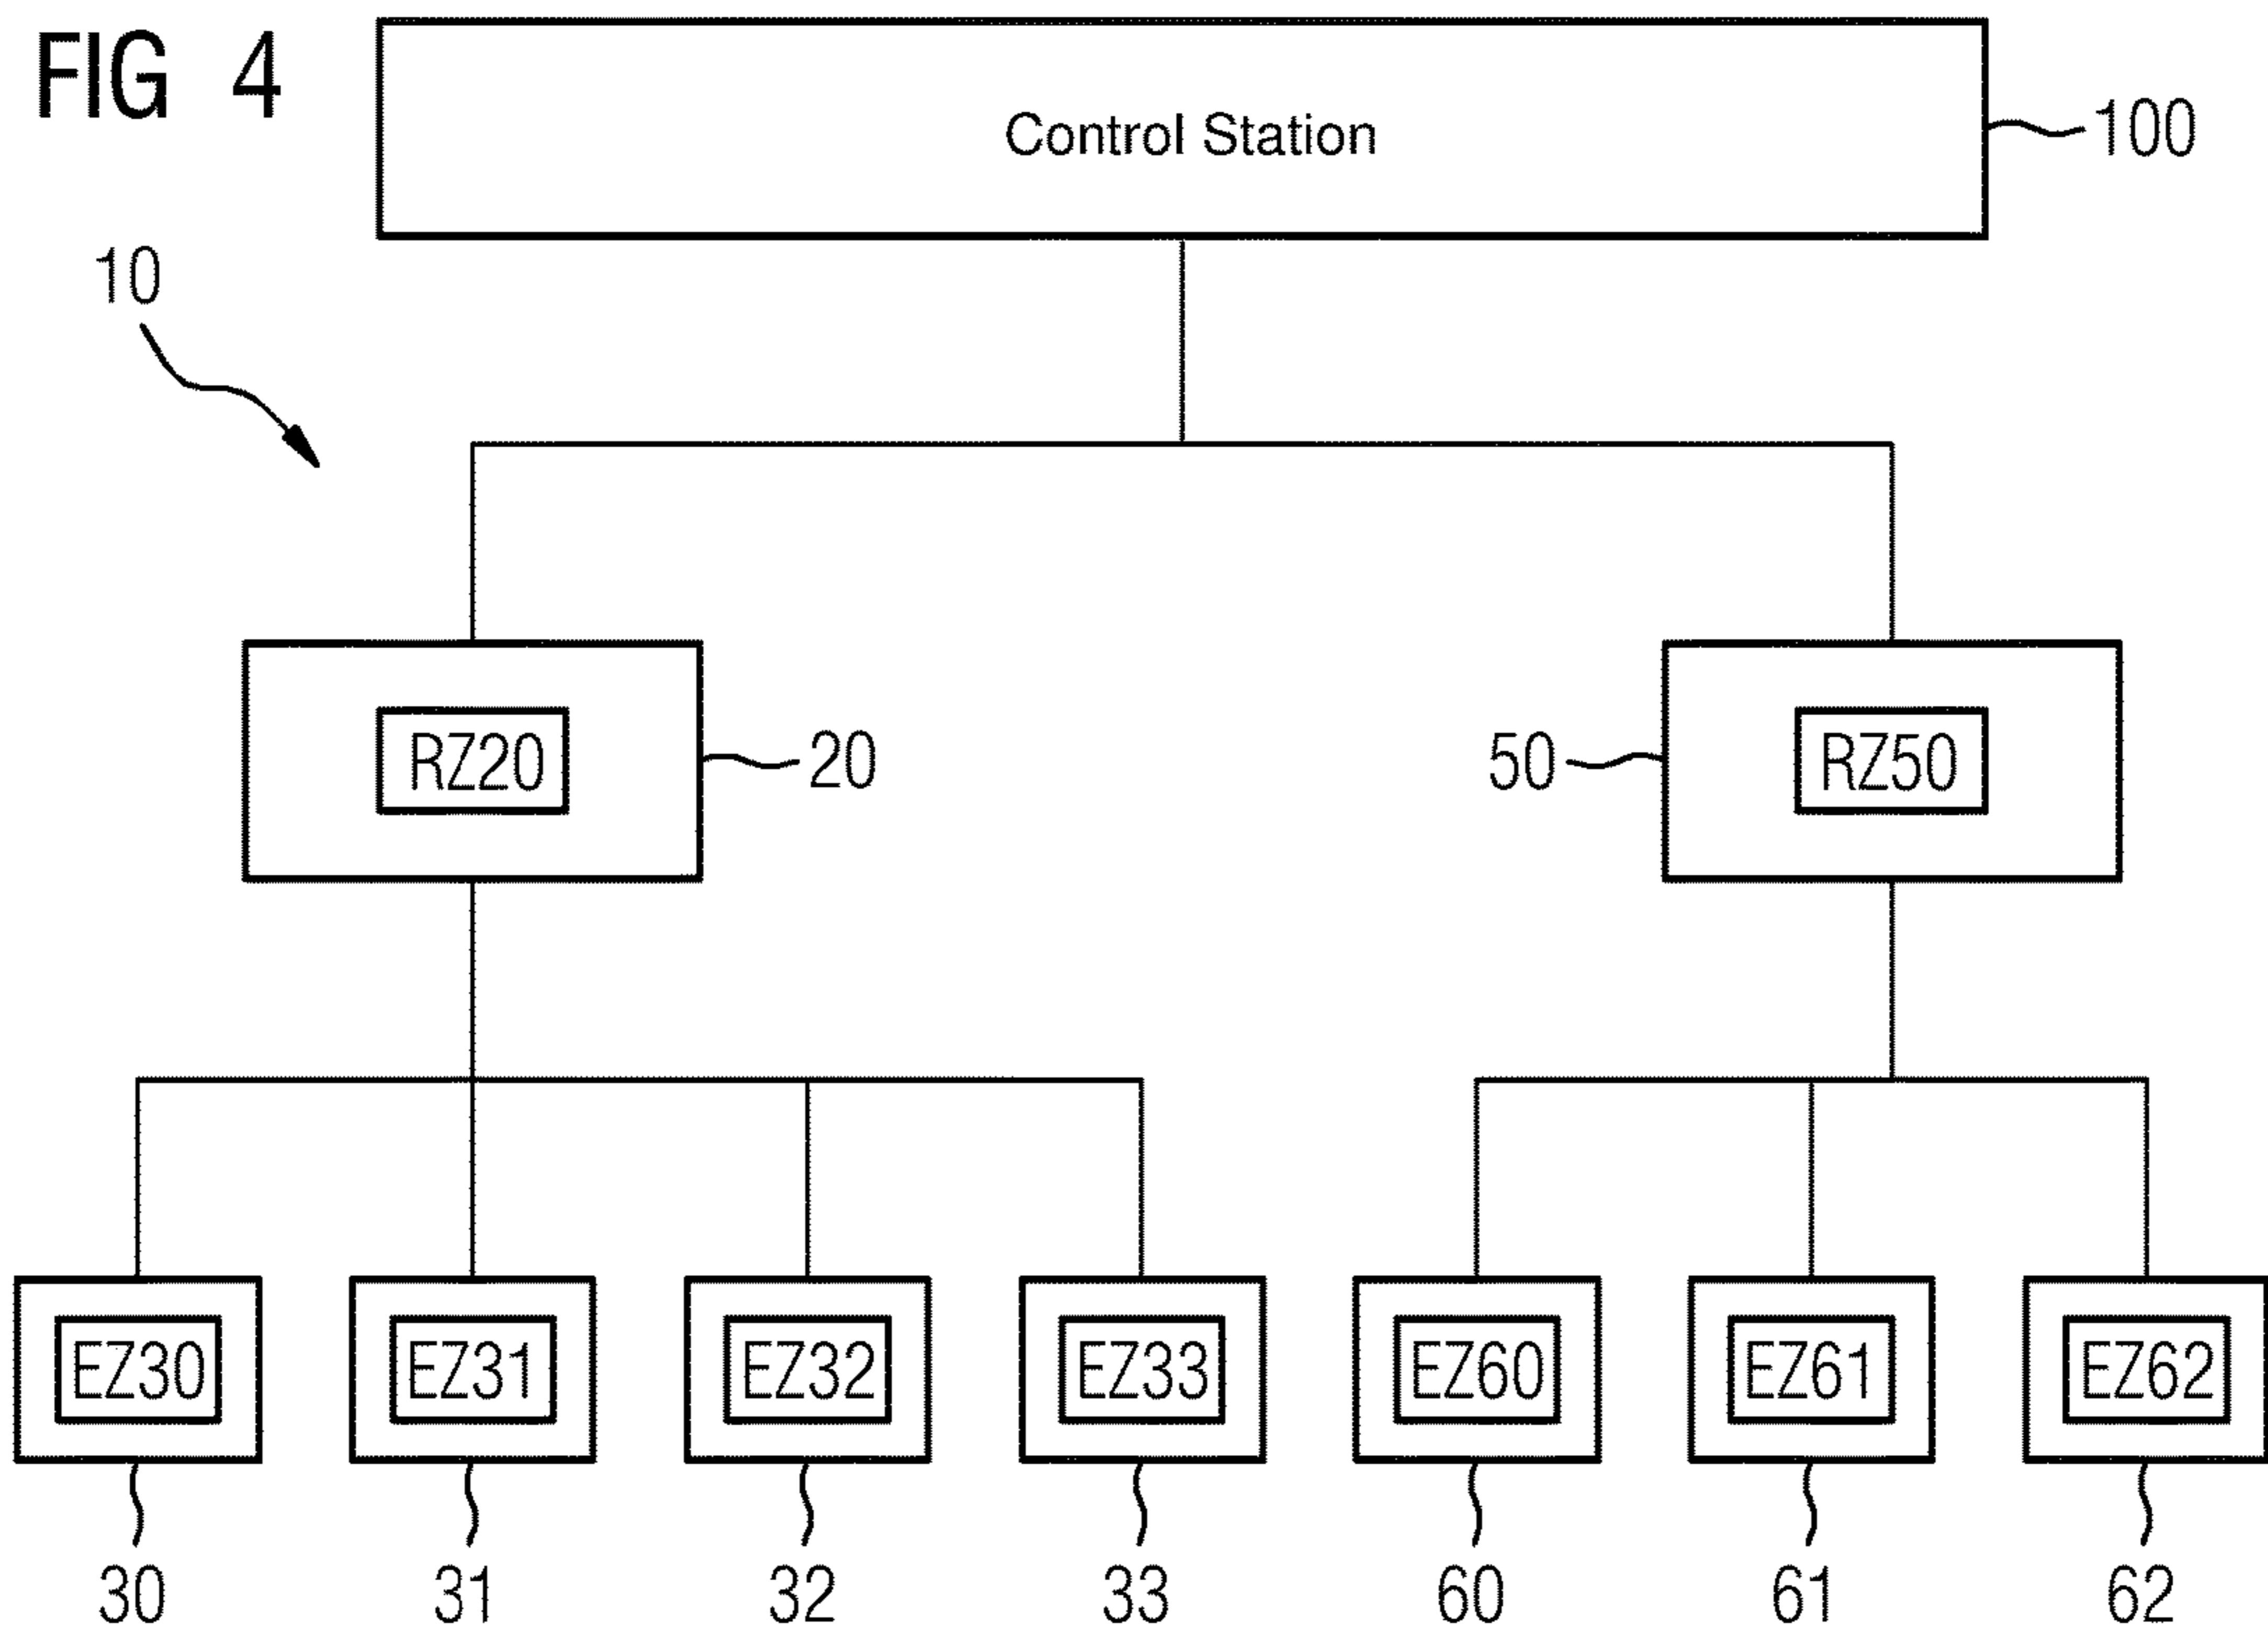 FIG 4
Control Station
100
10
RZ20
20
50
RZ50
EZ30
EZ31
EZ32
EZ33
EZ60
EZ61
EZ62
30
31
32
33
60
61
62